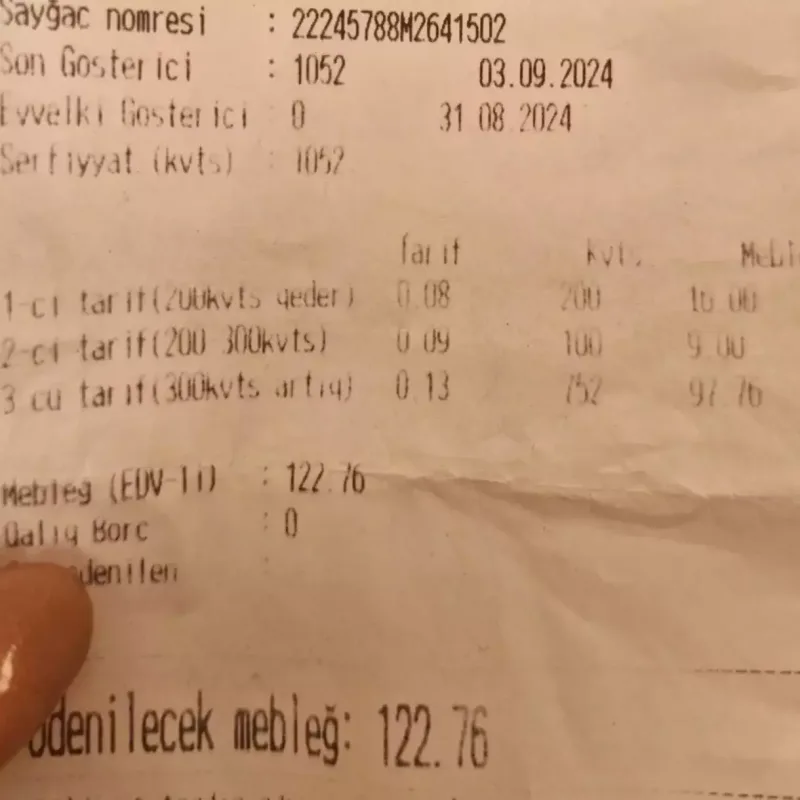 Sayğac nomresi : 22245788M2641502
Son Gosterici : 1052 03.09.2024
Evvelki Gosterici 0 31 08 2024
Serfiyyat (kvts) : 1052
Tarif kvts Mebl
1-ci tarif(200kvts qeder) 0.08 200 16.00
2-ci tarif(200 300kvts) 0 09 100 9.00
3 cu tarif(300kvts artiq) 0.13 752 97.76
Mebleg (EDV-li) : 122.76
Qaliq Borc : 0
denilen :
odenilecek mebleğ: 122.76